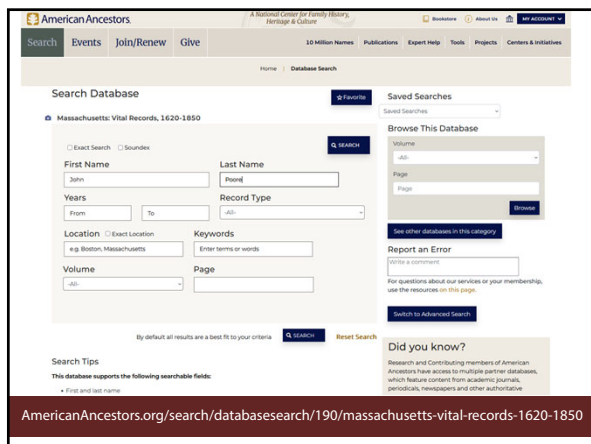 American Ancestors
A National Center for Family History,
Heritage & Culture
Bookstore
About Us
MY ACCOUNT
Search
Events
Join/Renew
Give
10 Million Names
Publications
Expert Help
Tools
Projects
Centers & Initiatives
Home | Database Search
Search Database
Favorite
Massachusetts: Vital Records, 1620-1850
Exact Search
Soundex
SEARCH
First Name
Last Name
John
Poore
Years
Record Type
From
To
-All-
Location
Exact Location
Keywords
e.g. Boston, Massachusetts
Enter terms or words
Volume
Page
-All-
By default all results are a best fit to your criteria
SEARCH
Reset Search
Search Tips
This database supports the following searchable fields:
• First and last name
Saved Searches
Saved Searches
Browse This Database
Volume
-All-
Page
Page
Browse
See other databases in this category
Report an Error
Write a comment
For questions about our services or your membership,
use the resources on this page.
Switch to Advanced Search
Did you know?
Research and Contributing members of American
Ancestors have access to multiple partner databases,
which feature content from academic journals,
periodicals, newspapers and other authoritative
AmericanAncestors.org/search/databasesearch/190/massachusetts-vital-records-1620-1850